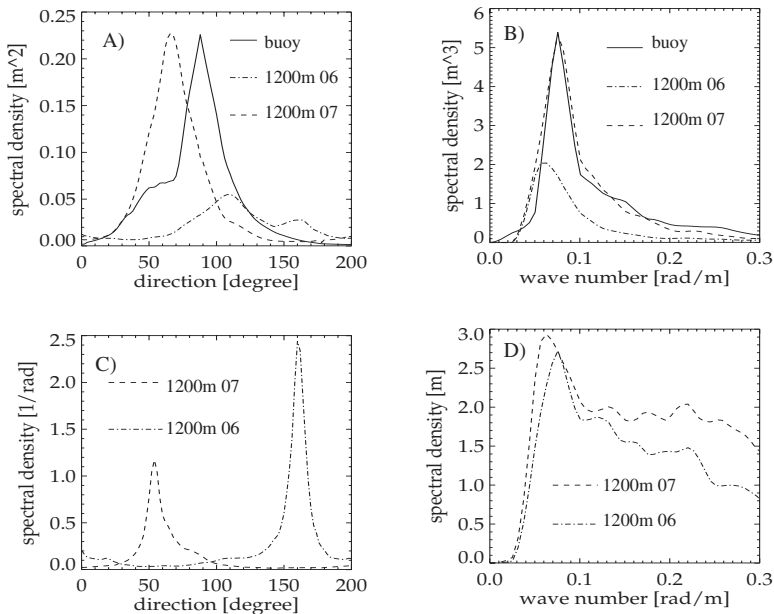 A)
buoy
1200m 06
1200m 07
spectral density [m^2]
0.25
0.20
0.15
0.10
0.05
0.00
0
50
100
150
200
direction [degree]
B)
buoy
1200m 06
1200m 07
spectral density [m^3]
6
5
4
3
2
1
0
0.0
0.1
0.2
0.3
wave number [rad/m]
C)
1200m 07
1200m 06
spectral density [1/rad]
2.5
2.0
1.5
1.0
0.5
0.0
0
50
100
150
200
direction [degree]
D)
1200m 07
1200m 06
spectral density [m]
3.0
2.5
2.0
1.5
1.0
0.5
0.0
0.0
0.1
0.2
0.3
wave number [rad/m]